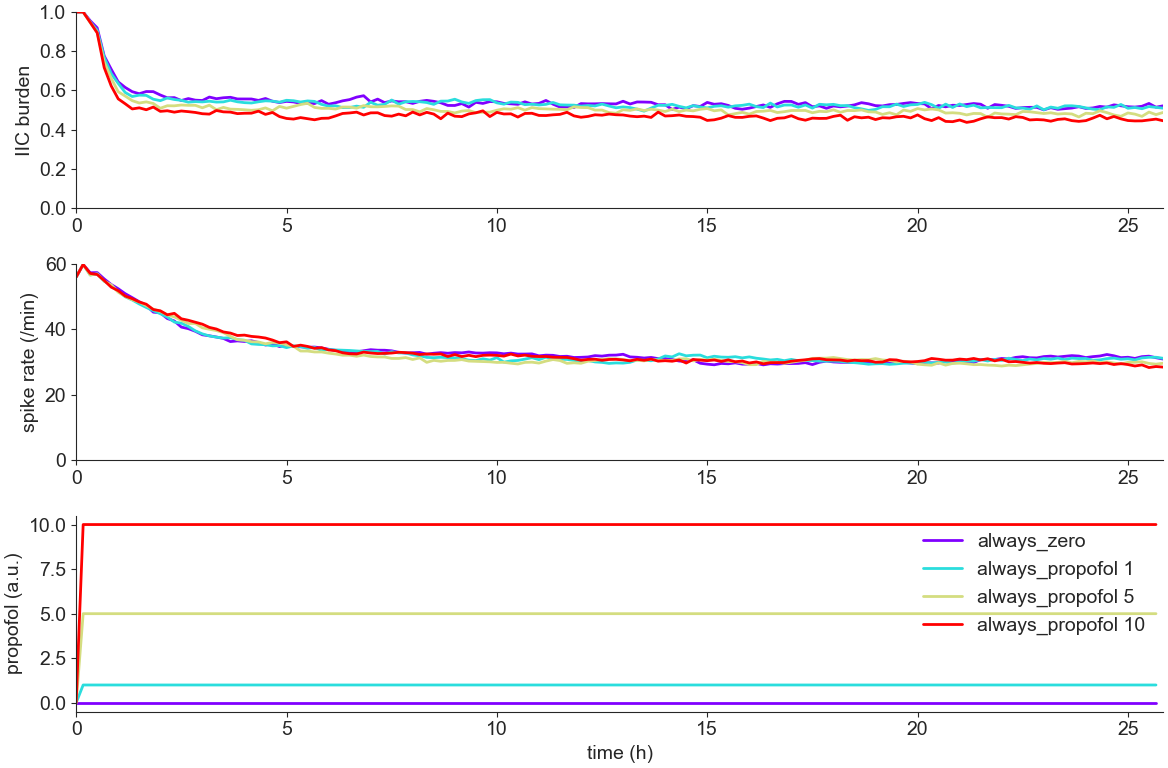 1.0
0.8
0.6
0.4
0.2
0.0
IIC burden
0 5 10 15 20 25
60
40
20
0
spike rate (/min)
0 5 10 15 20 25
10.0
7.5
5.0
2.5
0.0
propofol (a.u.)
always_zero
always_propofol 1
always_propofol 5
always_propofol 10
0 5 10 15 20 25
time (h)